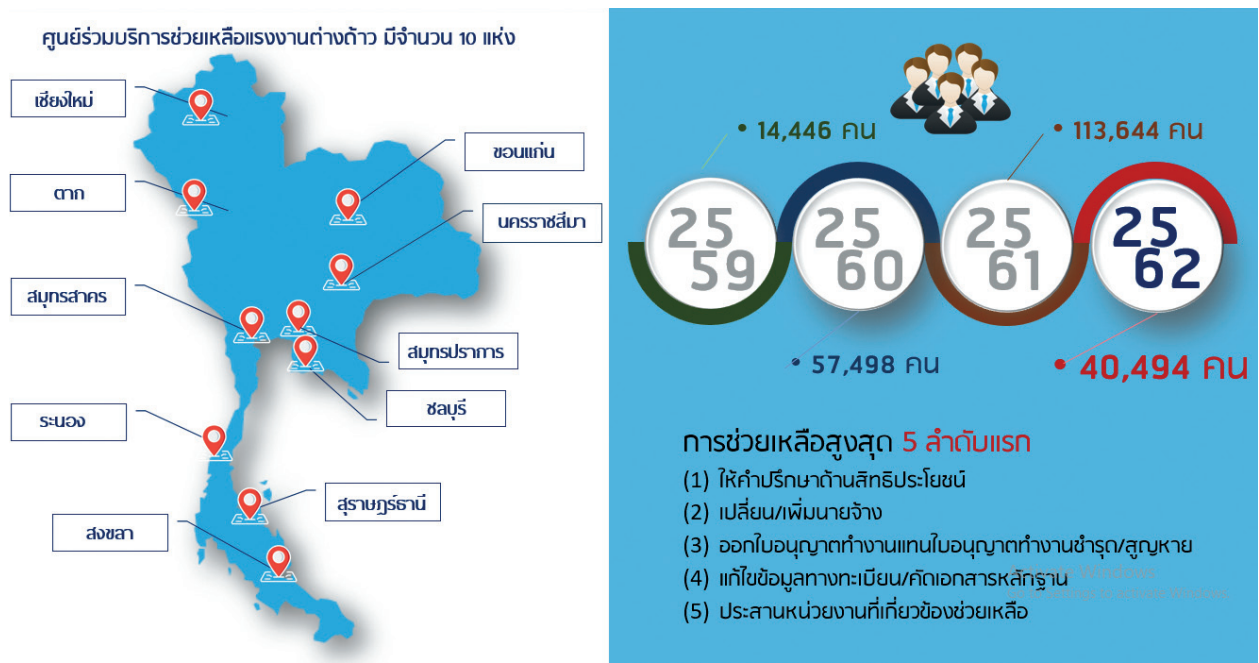 ศูนย์ร่วมบริการช่วยเหลือแรงงานต่างด้าว มีจำนวน 10 แห่ง
เชียงใหม่
ขอนแก่น
ตาก
นครราชสีมา
สมุทรสาคร
สมุทรปราการ
ชลบุรี
ระนอง
สุราษฎร์ธานี
สงขลา
• 14,446 คน
• 113,644 คน
25
59
25
60
25
61
25
62
• 57,498 คน
• 40,494 คน
การช่วยเหลือสูงสุด 5 ลำดับแรก
(1) ให้คำปรึกษาด้านสิทธิประโยชน์
(2) เปลี่ยน/เพิ่มนายจ้าง
(3) ออกใบอนุญาตทำงานแทนใบอนุญาตทำงานชำรุด/สูญหาย
(4) แก้ไขข้อมูลทางทะเบียน/คัดเอกสารหลักฐาน
(5) ประสานหน่วยงานที่เกี่ยวข้องช่วยเหลือ